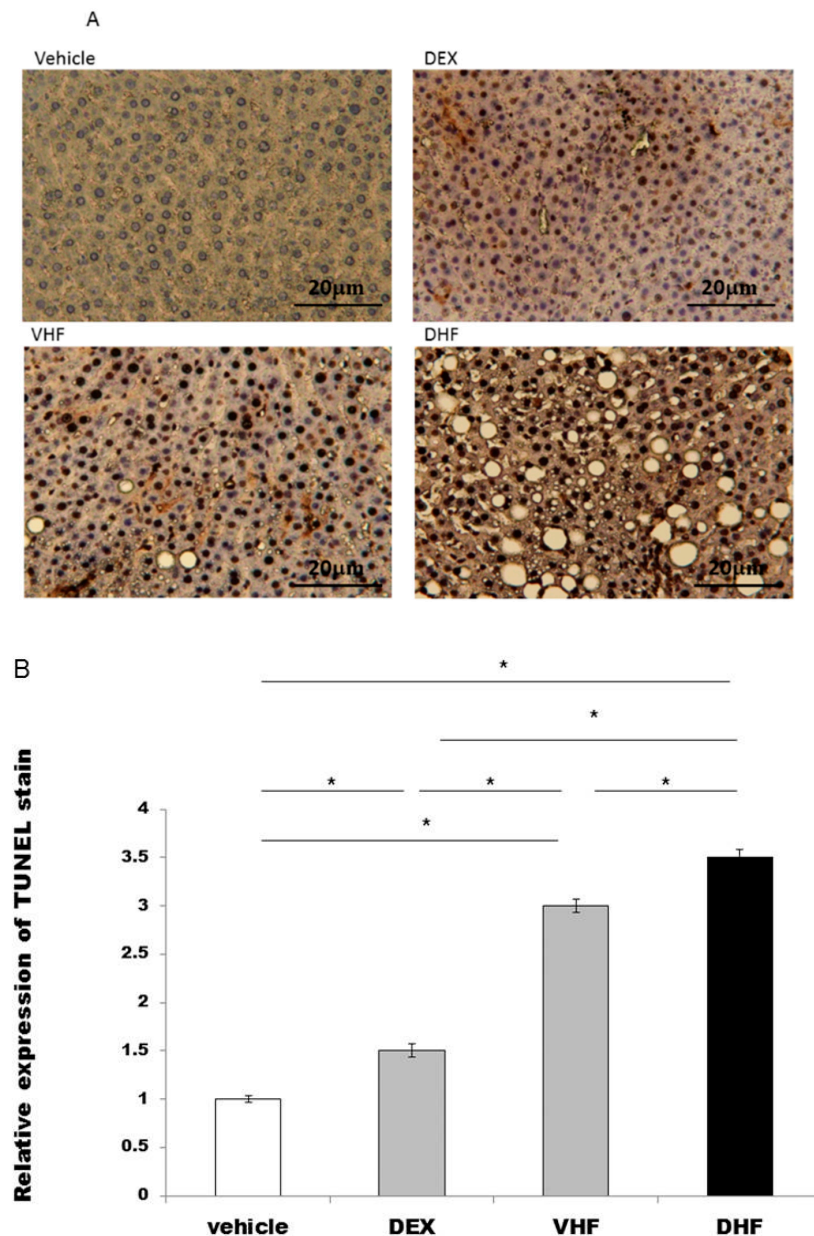 A
Vehicle
DEX
20μm
20μm
VHF
DHF
20μm
20μm
B
*
*
*
*
*
*
Relative expression of TUNEL stain
4
3.5
3
2.5
2
1.5
1
0.5
0
vehicle
DEX
VHF
DHF